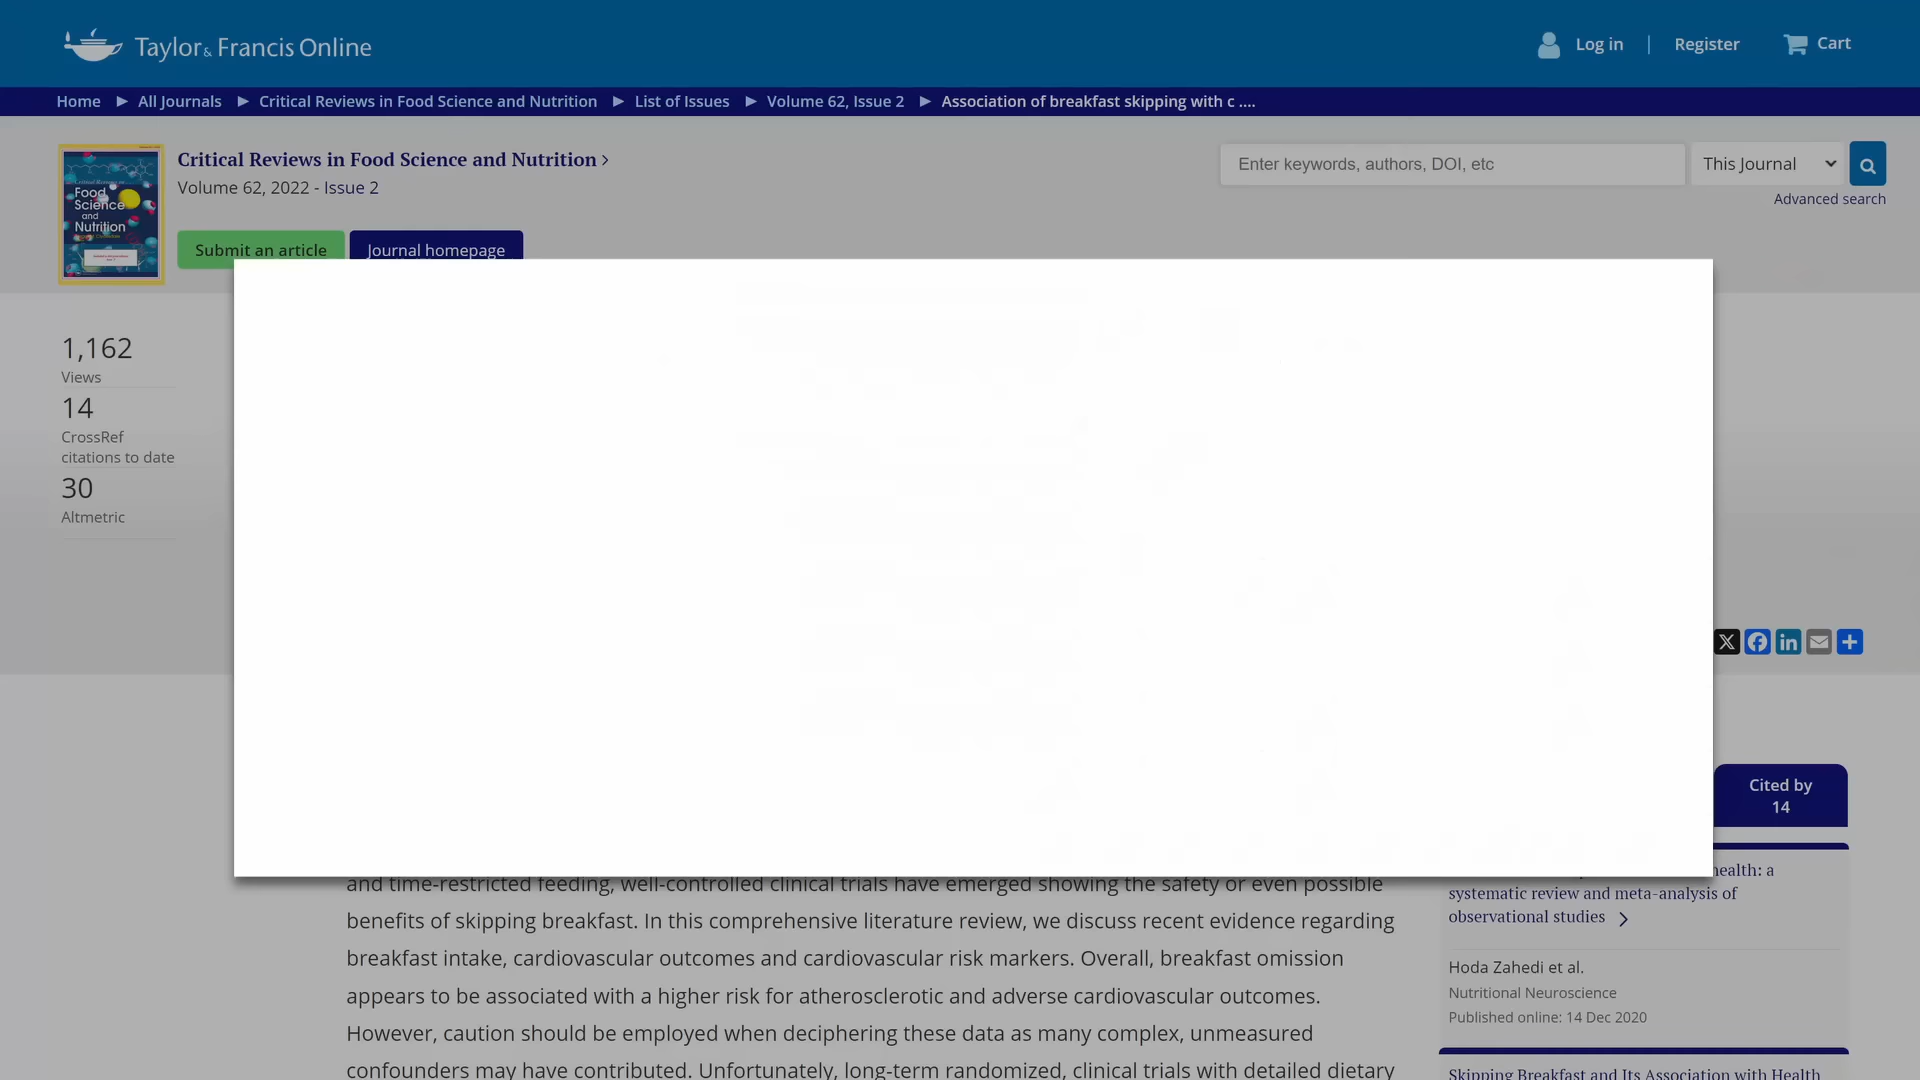 Taylor & Francis Online
Log in | Register Cart
Home ▶ All Journals ▶ Critical Reviews in Food Science and Nutrition ▶ List of Issues ▶ Volume 62, Issue 2 ▶ Association of breakfast skipping with c ....
Food
Science
and
Nutrition
Critical Reviews in Food Science and Nutrition >
Volume 62, 2022 - Issue 2
Submit an article
Journal homepage
Enter keywords, authors, DOI, etc
This Journal
Advanced search
1,162
Views
14
CrossRef
citations to date
30
Altmetric
and time-restricted feeding, well-controlled clinical trials have emerged showing the safety or even possible
benefits of skipping breakfast. In this comprehensive literature review, we discuss recent evidence regarding
breakfast intake, cardiovascular outcomes and cardiovascular risk markers. Overall, breakfast omission
appears to be associated with a higher risk for atherosclerotic and adverse cardiovascular outcomes.
However, caution should be employed when deciphering these data as many complex, unmeasured
confounders may have contributed. Unfortunately, long-term randomized, clinical trials with detailed dietary
Cited by
14
health: a
systematic review and meta-analysis of
observational studies >
Hoda Zahedi et al.
Nutritional Neuroscience
Published online: 14 Dec 2020
Skipping Breakfast and Its Association with Health